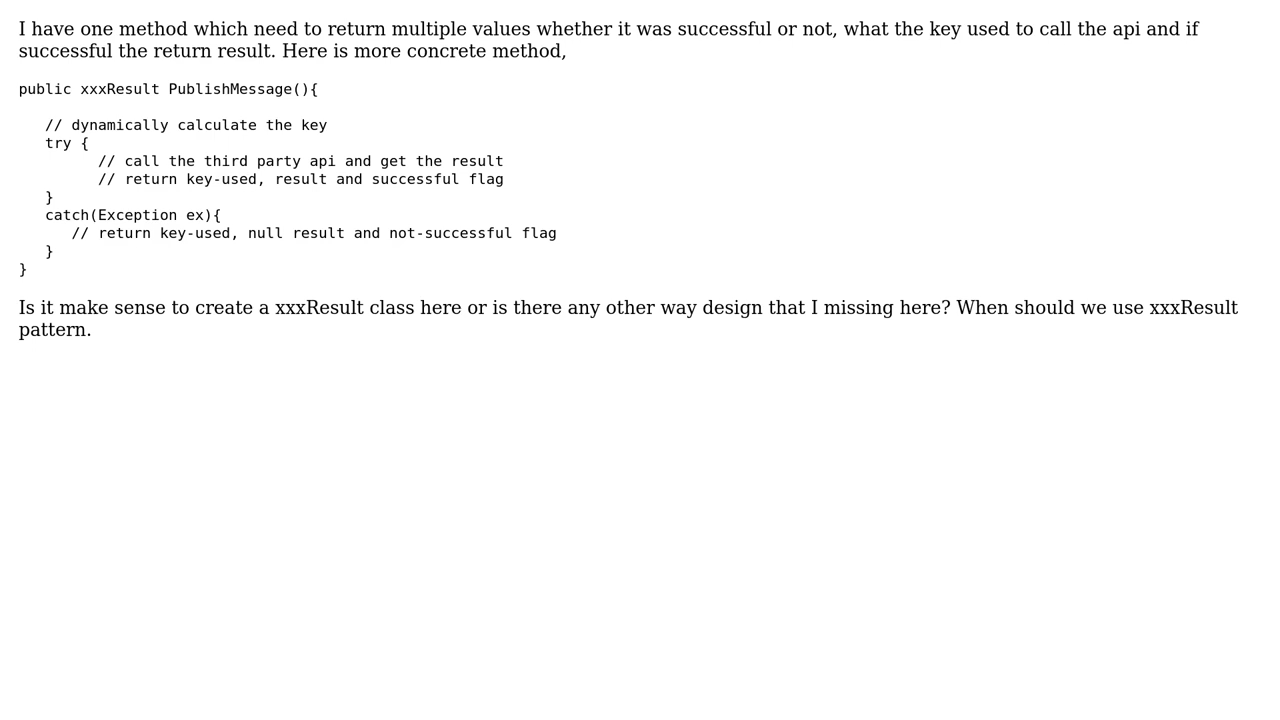 I have one method which need to return multiple values whether it was successful or not, what the key used to call the api and if
successful the return result. Here is more concrete method,
public xxxResult PublishMessage(){
   // dynamically calculate the key
   try {
         // call the third party api and get the result
         // return key-used, result and successful flag
   }
   catch(Exception ex){
      // return key-used, null result and not-successful flag
   }
}
Is it make sense to create a xxxResult class here or is there any other way design that I missing here? When should we use xxxResult
pattern.